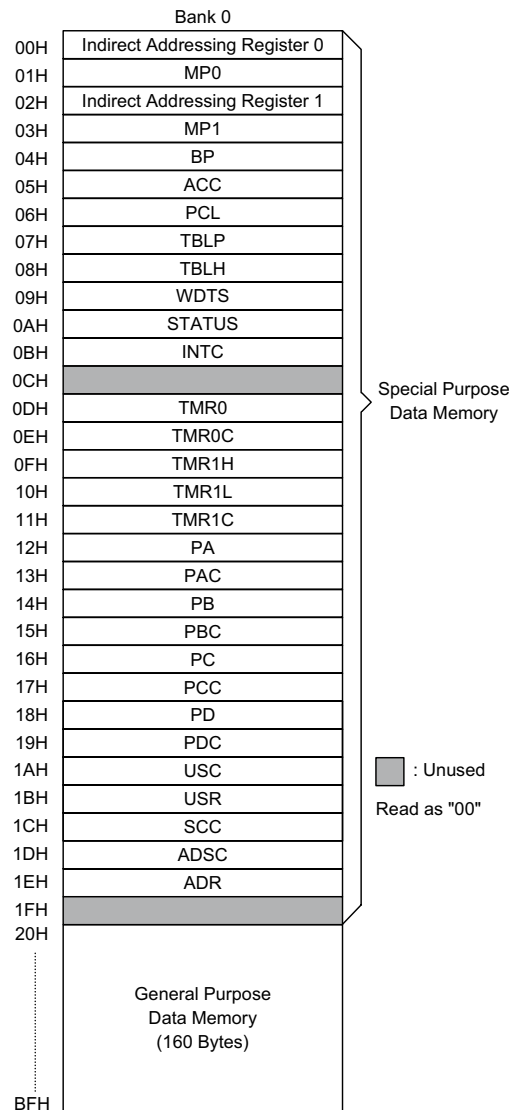 Bank 0
00H Indirect Addressing Register 0
01H MP0
02H Indirect Addressing Register 1
03H MP1
04H BP
05H ACC
06H PCL
07H TBLP
08H TBLH
09H WDTS
0AH STATUS
0BH INTC
0CH
0DH TMR0
0EH TMR0C
0FH TMR1H
10H TMR1L
11H TMR1C
12H PA
13H PAC
14H PB
15H PBC
16H PC
17H PCC
18H PD
19H PDC
1AH USC
1BH USR
1CH SCC
1DH ADSC
1EH ADR
1FH
20H
General Purpose
Data Memory
(160 Bytes)
BFH
Special Purpose
Data Memory
: Unused
Read as "00"